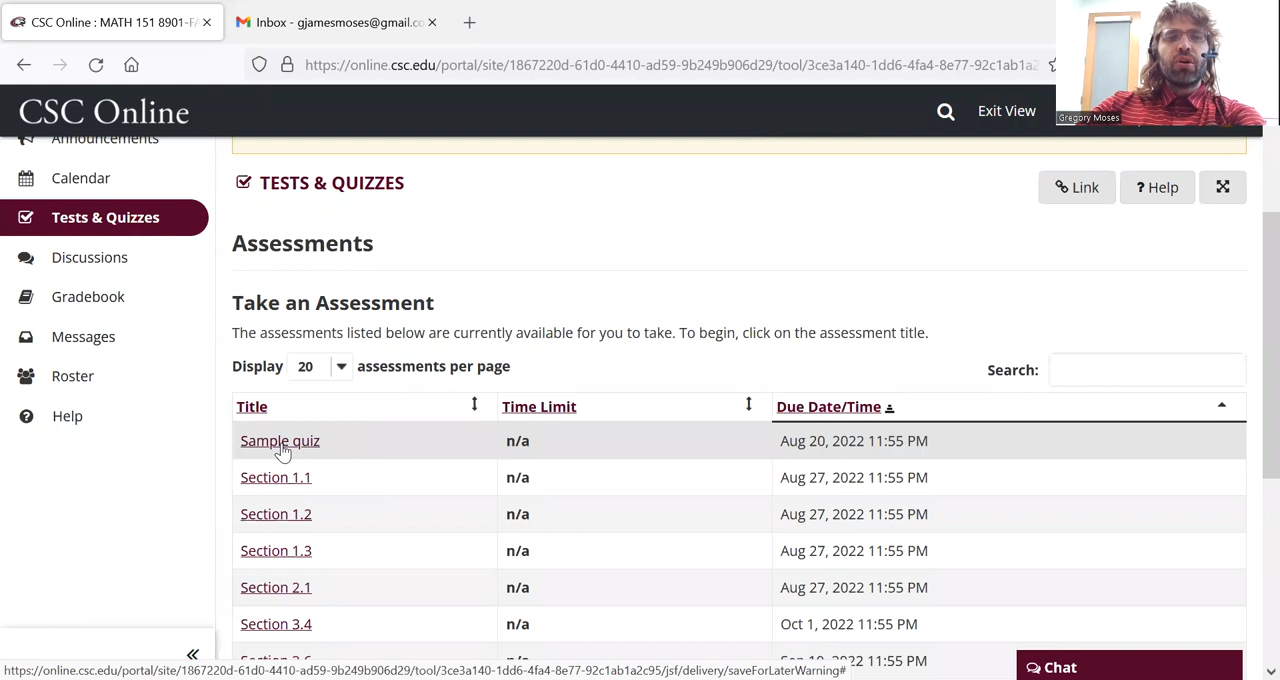 CSC Online : MATH 151 8901-FA
Inbox - gjamesmoses@gmail.co
https://online.csc.edu/portal/site/1867220d-61d0-4410-ad59-9b249b906d29/tool/3ce3a140-1dd6-4fa4-8e77-92c1ab1a2
CSC Online
Exit View
Gregory Moses
Announcements
Calendar
Tests & Quizzes
Discussions
Gradebook
Messages
Roster
Help
TESTS & QUIZZES
Link
? Help
Assessments
Take an Assessment
The assessments listed below are currently available for you to take. To begin, click on the assessment title.
Display 20 assessments per page
Search:
Title Time Limit Due Date/Time
Sample quiz n/a Aug 20, 2022 11:55 PM
Section 1.1 n/a Aug 27, 2022 11:55 PM
Section 1.2 n/a Aug 27, 2022 11:55 PM
Section 1.3 n/a Aug 27, 2022 11:55 PM
Section 2.1 n/a Aug 27, 2022 11:55 PM
Section 3.4 n/a Oct 1, 2022 11:55 PM
n/a 2022 11:55 PM
https://online.csc.edu/portal/site/1867220d-61d0-4410-ad59-9b249b906d29/tool/3ce3a140-1dd6-4fa4-8e77-92c1ab1a2c95/jsf/delivery/saveForLaterWarning#
Chat